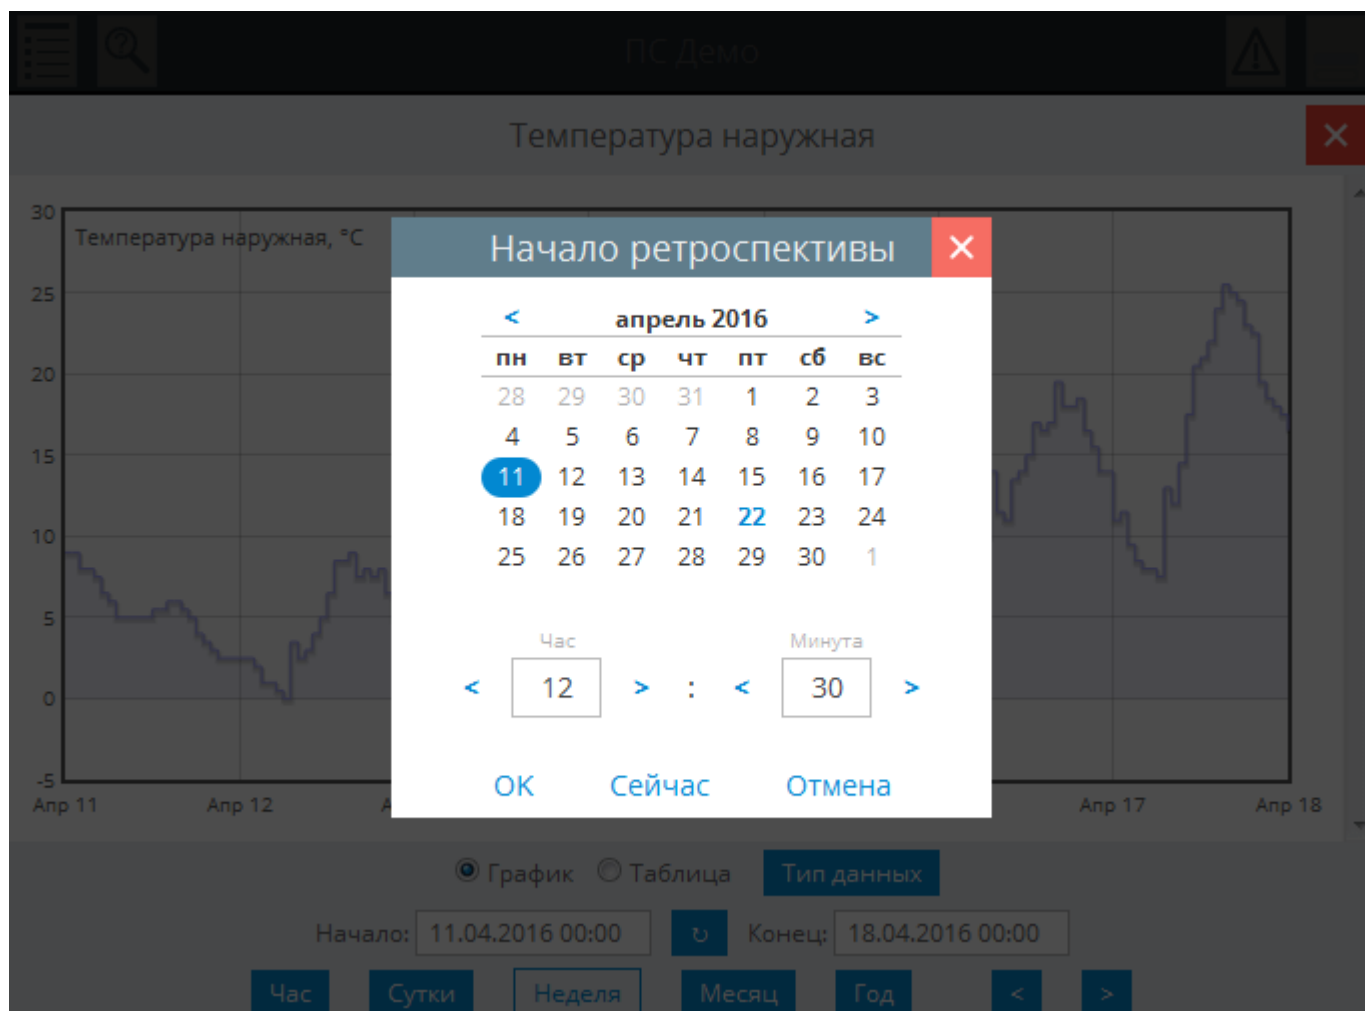 ПС Демо
Температура наружная
30
Температура наружная, °C
25
20
15
10
5
0
-5
Апр 11 Апр 12 А Апр 17 Апр 18
Начало ретроспективы
< апрель 2016 >
пн вт ср чт пт сб вс
28 29 30 31 1 2 3
4 5 6 7 8 9 10
11 12 13 14 15 16 17
18 19 20 21 22 23 24
25 26 27 28 29 30 1
Час Минута
< 12 > : < 30 >
OK Сейчас Отмена
График Таблица Тип данных
Начало: 11.04.2016 00:00 ↻ Конец: 18.04.2016 00:00
Час Сутки Неделя Месяц Год < >